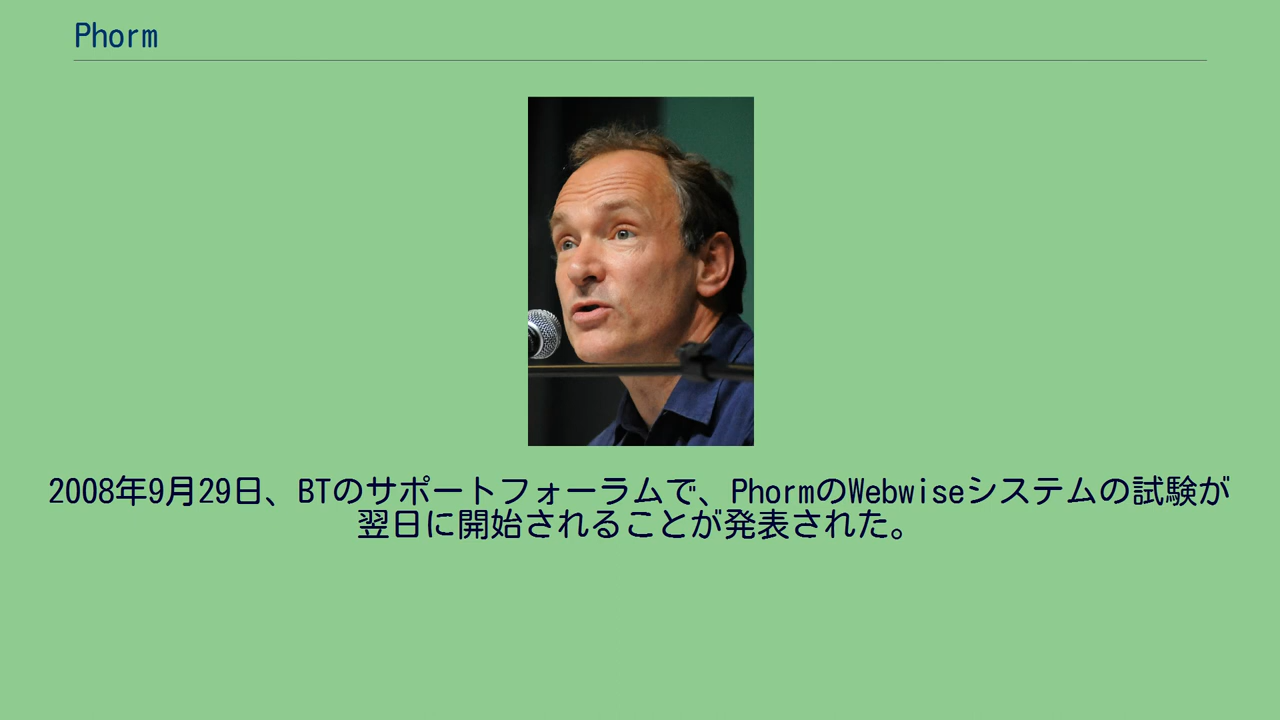 Phorm
2008年9月29日、BTのサポートフォーラムで、PhormのWebwiseシステムの試験が
翌日に開始されることが発表された。